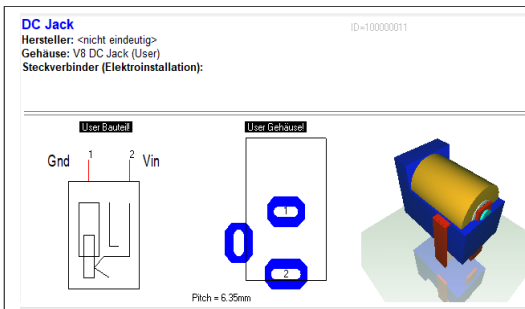 DC Jack
ID=100000011
Hersteller: <nicht eindeutig>
Gehäuse: V8 DC Jack (User)
Steckverbinder (Elektroinstallation):
User Bauteil!
User Gehäuse!
Gnd 1 2 Vin
1
2
Pitch = 6.35mm